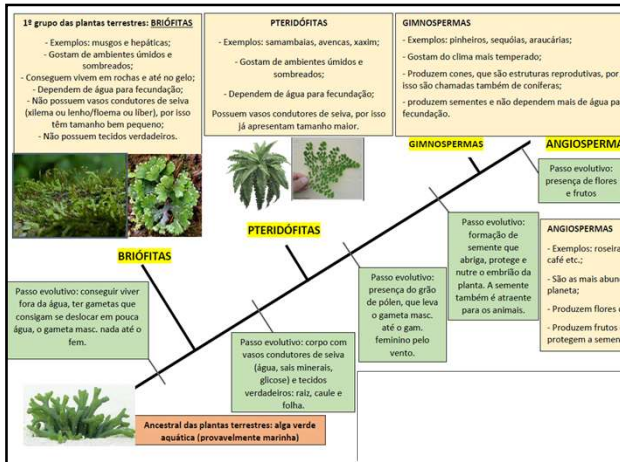 1º grupo das plantas terrestres: BRIÓFITAS
- Exemplos: musgos e hepáticas;
- Gostam de ambientes úmidos e
sombreados;
- Conseguem vivem em rochas e até no gelo;
- Dependem de água para fecundação;
- Não possuem vasos condutores de seiva
(xilema ou lenho/floema ou líber), por isso
têm tamanho bem pequeno;
- Não possuem tecidos verdadeiros.
PTERIDÓFITAS
- Exemplos: samambaias, avencas, xaxim;
- Gostam de ambientes úmidos e
sombreados;
- Dependem de água para fecundação;
Possuem vasos condutores de seiva, por isso
já apresentam tamanho maior.
GIMNOSPERMAS
- Exemplos: pinheiros, sequóias, araucárias;
- Gostam do clima mais temperado;
- Produzem cones, que são estruturas reprodutivas, por
isso são chamadas também de coníferas;
- produzem sementes e não dependem mais de água para
fecundação.
GIMNOSPERMAS
ANGIOSPERMA
Passo evolutivo:
presença de flores
e frutos
PTERIDÓFITAS
BRIÓFITAS
Passo evolutivo: conseguir viver
fora da água, ter gametas que
consigam se deslocar em pouca
água, o gameta masc. nada até o
fem.
Passo evolutivo: corpo com
vasos condutores de seiva
(água, sais minerais,
glicose) e tecidos
verdadeiros: raiz, caule e
folha.
Passo evolutivo:
presença do grão
de pólen, que leva
o gameta masc.
até o gam.
feminino pelo
vento.
Passo evolutivo:
formação de
semente que
abriga, protege e
nutre o embrião da
planta. A semente
também é atraente
para os animais.
ANGIOSPERMAS
- Exemplos: roseira
café etc.;
- São as mais abun
planeta;
- Produzem flores
- Produzem frutos
protegem a semen
Ancestral das plantas terrestres: alga verde
aquática (provavelmente marinha)